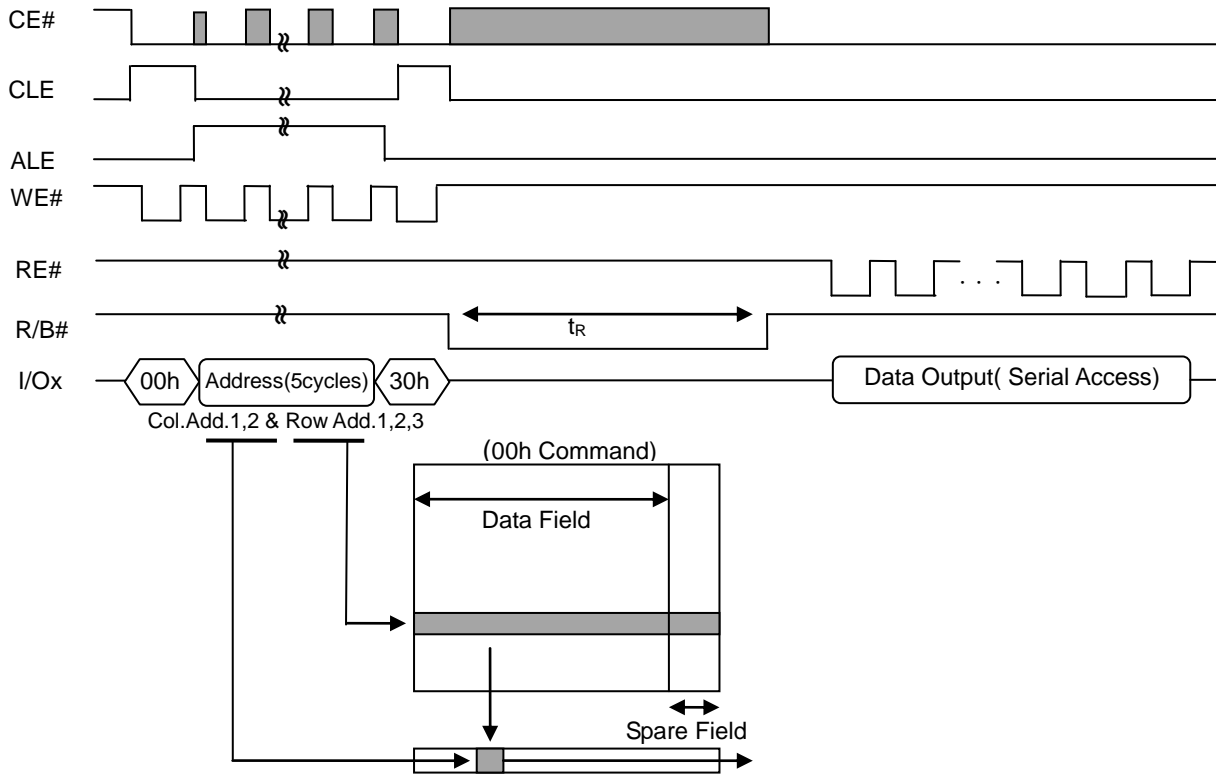 CE#
CLE
ALE
WE#
RE#
R/B#
tR
I/Ox
00h
Address(5cycles)
30h
Data Output( Serial Access)
Col.Add.1,2 & Row Add.1,2,3
(00h Command)
Data Field
Spare Field
. . .